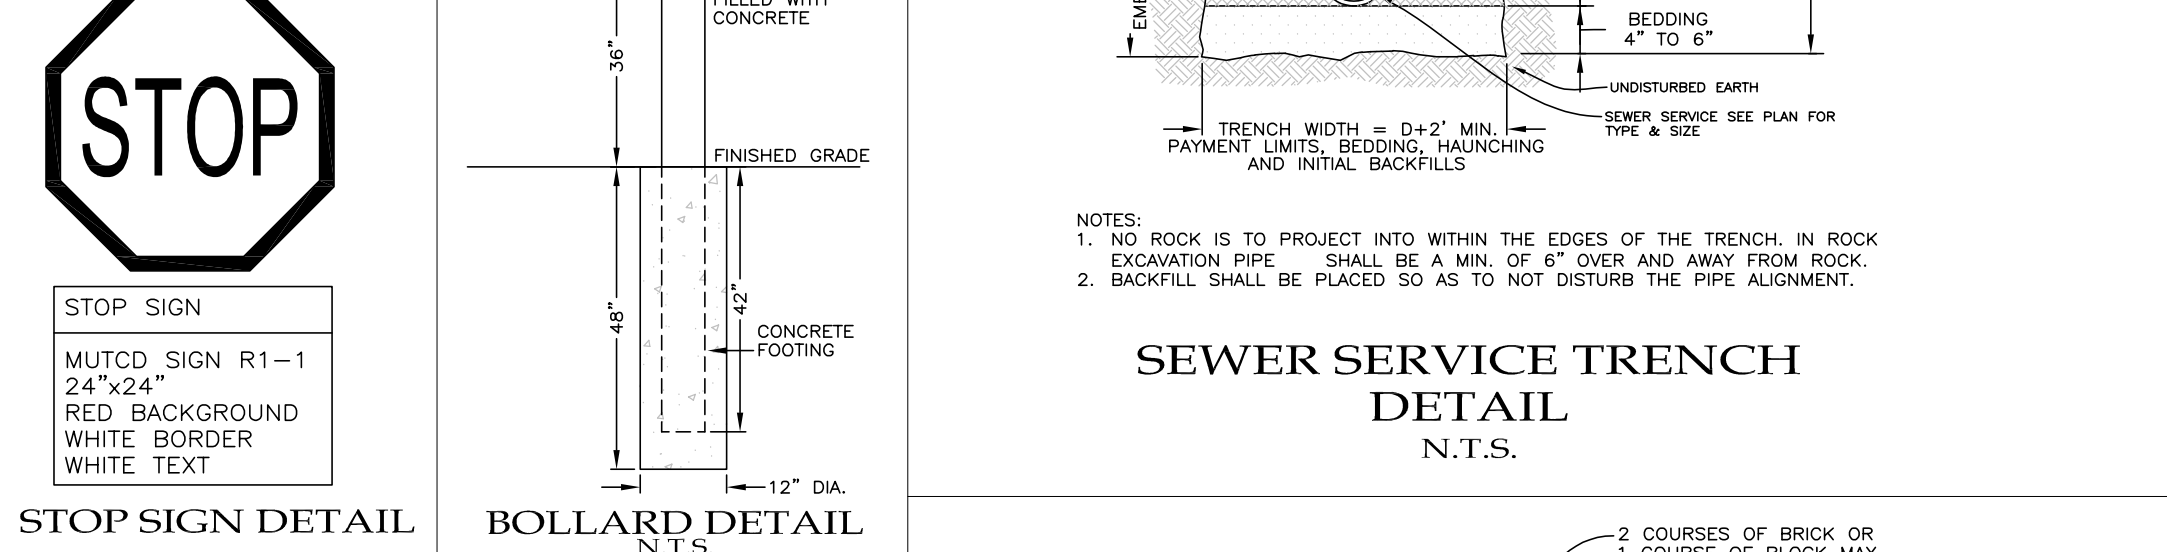 STOP
STOP SIGN
MUTCD SIGN R1-1
24"x24"
RED BACKGROUND
WHITE BORDER
WHITE TEXT
STOP SIGN DETAIL
CONCRETE
36"
FINISHED GRADE
48"
42"
CONCRETE
FOOTING
12" DIA.
BOLLARD DETAIL
N.T.S.
BEDDING
4" TO 6"
UNDISTURBED EARTH
SEWER SERVICE SEE PLAN FOR
TYPE & SIZE
TRENCH WIDTH = D+2' MIN.
PAYMENT LIMITS, BEDDING, HAUNCHING
AND INITIAL BACKFILLS
NOTES:
1. NO ROCK IS TO PROJECT INTO WITHIN THE EDGES OF THE TRENCH. IN ROCK
EXCAVATION PIPE SHALL BE A MIN. OF 6" OVER AND AWAY FROM ROCK.
2. BACKFILL SHALL BE PLACED SO AS TO NOT DISTURB THE PIPE ALIGNMENT.
SEWER SERVICE TRENCH
DETAIL
N.T.S.
2 COURSES OF BRICK OR
1 COURSE OF BLOCK MAY